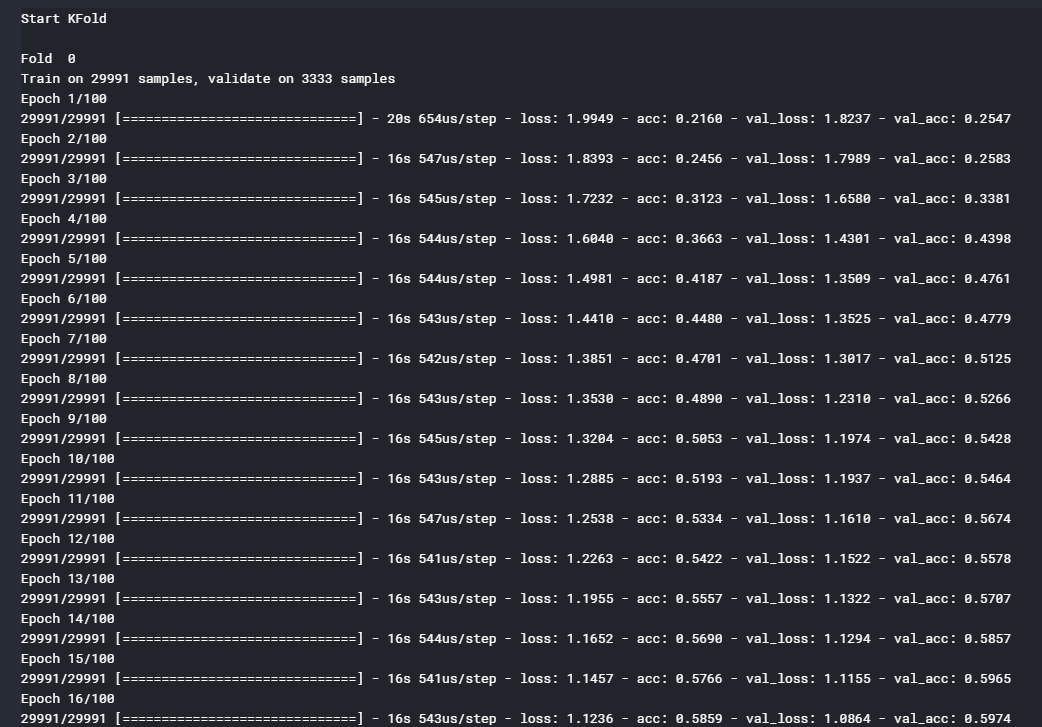 Start KFold
Fold  0
Train on 29991 samples, validate on 3333 samples
Epoch 1/100
29991/29991 [==============================] - 20s 654us/step - loss: 1.9949 - acc: 0.2160 - val_loss: 1.8237 - val_acc: 0.2547
Epoch 2/100
29991/29991 [==============================] - 16s 547us/step - loss: 1.8393 - acc: 0.2456 - val_loss: 1.7989 - val_acc: 0.2583
Epoch 3/100
29991/29991 [==============================] - 16s 545us/step - loss: 1.7232 - acc: 0.3123 - val_loss: 1.6580 - val_acc: 0.3381
Epoch 4/100
29991/29991 [==============================] - 16s 544us/step - loss: 1.6040 - acc: 0.3663 - val_loss: 1.4301 - val_acc: 0.4398
Epoch 5/100
29991/29991 [==============================] - 16s 544us/step - loss: 1.4981 - acc: 0.4187 - val_loss: 1.3509 - val_acc: 0.4761
Epoch 6/100
29991/29991 [==============================] - 16s 543us/step - loss: 1.4410 - acc: 0.4480 - val_loss: 1.3525 - val_acc: 0.4779
Epoch 7/100
29991/29991 [==============================] - 16s 542us/step - loss: 1.3851 - acc: 0.4701 - val_loss: 1.3017 - val_acc: 0.5125
Epoch 8/100
29991/29991 [==============================] - 16s 543us/step - loss: 1.3530 - acc: 0.4890 - val_loss: 1.2310 - val_acc: 0.5266
Epoch 9/100
29991/29991 [==============================] - 16s 545us/step - loss: 1.3204 - acc: 0.5053 - val_loss: 1.1974 - val_acc: 0.5428
Epoch 10/100
29991/29991 [==============================] - 16s 543us/step - loss: 1.2885 - acc: 0.5193 - val_loss: 1.1937 - val_acc: 0.5464
Epoch 11/100
29991/29991 [==============================] - 16s 547us/step - loss: 1.2538 - acc: 0.5334 - val_loss: 1.1610 - val_acc: 0.5674
Epoch 12/100
29991/29991 [==============================] - 16s 541us/step - loss: 1.2263 - acc: 0.5422 - val_loss: 1.1522 - val_acc: 0.5578
Epoch 13/100
29991/29991 [==============================] - 16s 543us/step - loss: 1.1955 - acc: 0.5557 - val_loss: 1.1322 - val_acc: 0.5707
Epoch 14/100
29991/29991 [==============================] - 16s 544us/step - loss: 1.1652 - acc: 0.5690 - val_loss: 1.1294 - val_acc: 0.5857
Epoch 15/100
29991/29991 [==============================] - 16s 541us/step - loss: 1.1457 - acc: 0.5766 - val_loss: 1.1155 - val_acc: 0.5965
Epoch 16/100
29991/29991 [==============================] - 16s 543us/step - loss: 1.1236 - acc: 0.5859 - val_loss: 1.0864 - val_acc: 0.5974